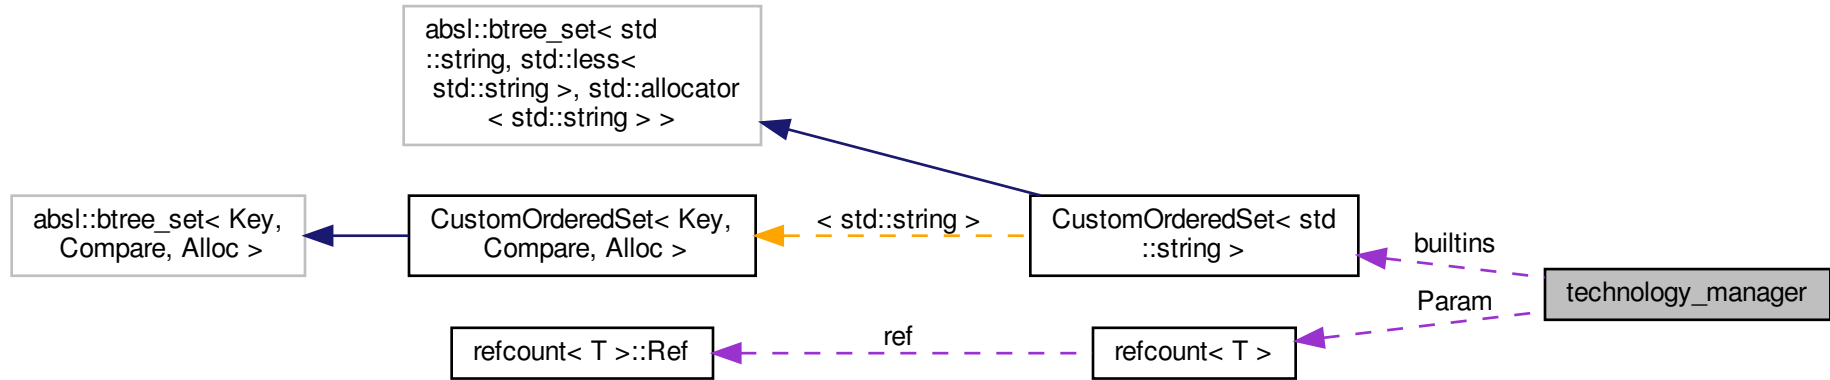 absl::btree_set< std
::string, std::less<
std::string >, std::allocator
< std::string > >
absl::btree_set< Key,
Compare, Alloc >
CustomOrderedSet< Key,
Compare, Alloc >
< std::string >
CustomOrderedSet< std
::string >
builtins
technology_manager
Param
refcount< T >::Ref
ref
refcount< T >